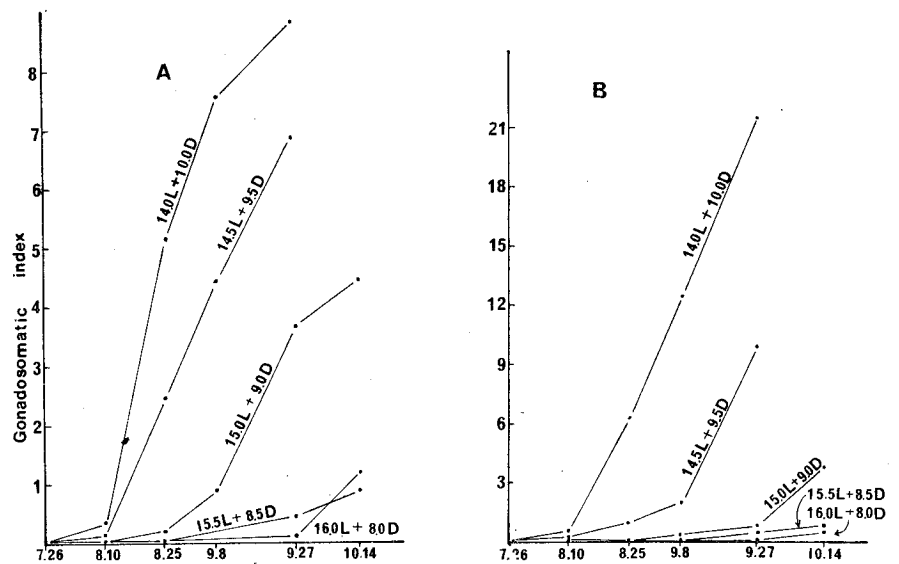 A
8
7
6
5
4
3
2
1
Gonadosomatic index
14.0L+10.0D
14.5L+9.5D
15.0L+9.0D
15.5L+8.5D
16.0L+8.0D
7.26 8.10 8.25 9.8 9.27 10.14
B
21
18
15
12
9
6
3
14.0L+10.0D
14.5L+9.5D
15.0L+9.0D
15.5L+8.5D
16.0L+8.0D
7.26 8.10 8.25 9.8 9.27 10.14